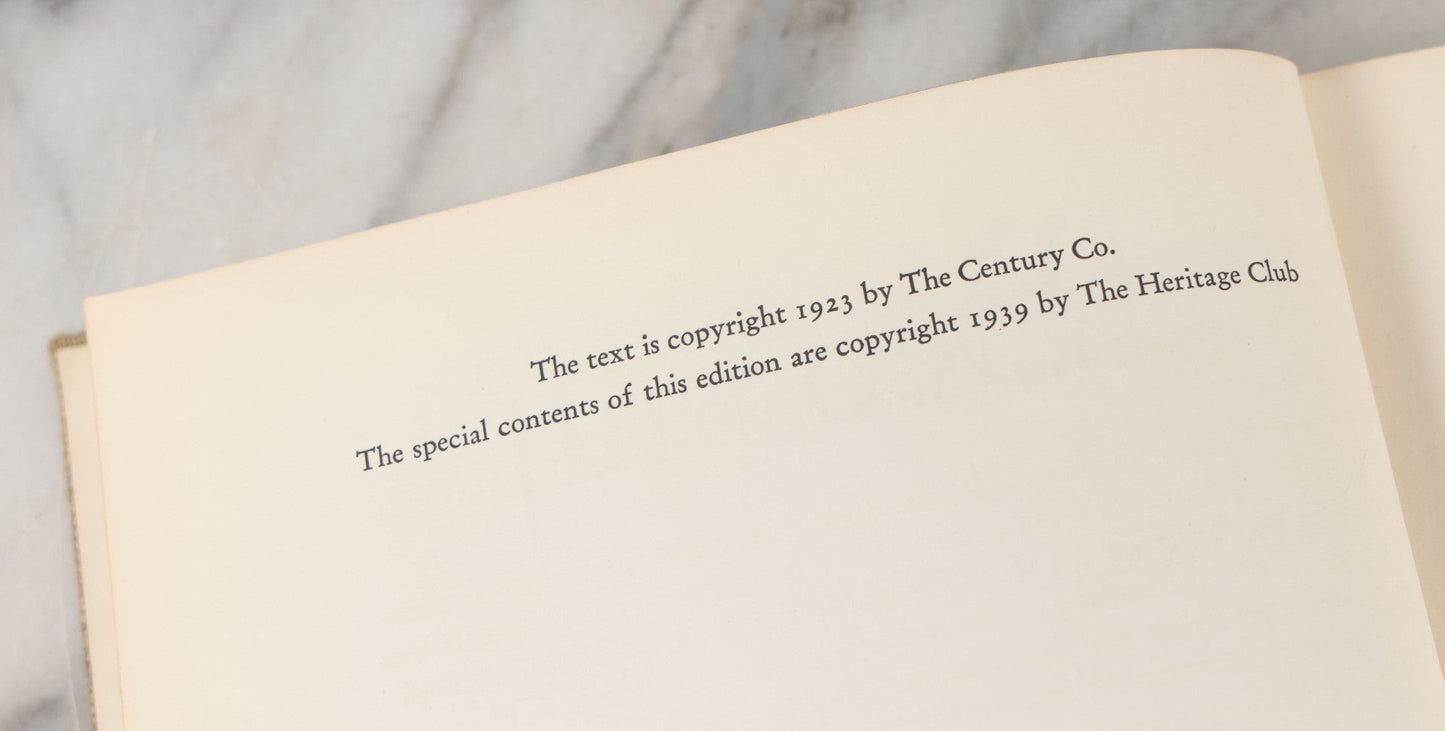 The text is copyright 1923 by The Century Co.
The special contents of this edition are copyright 1939 by The Heritage Club